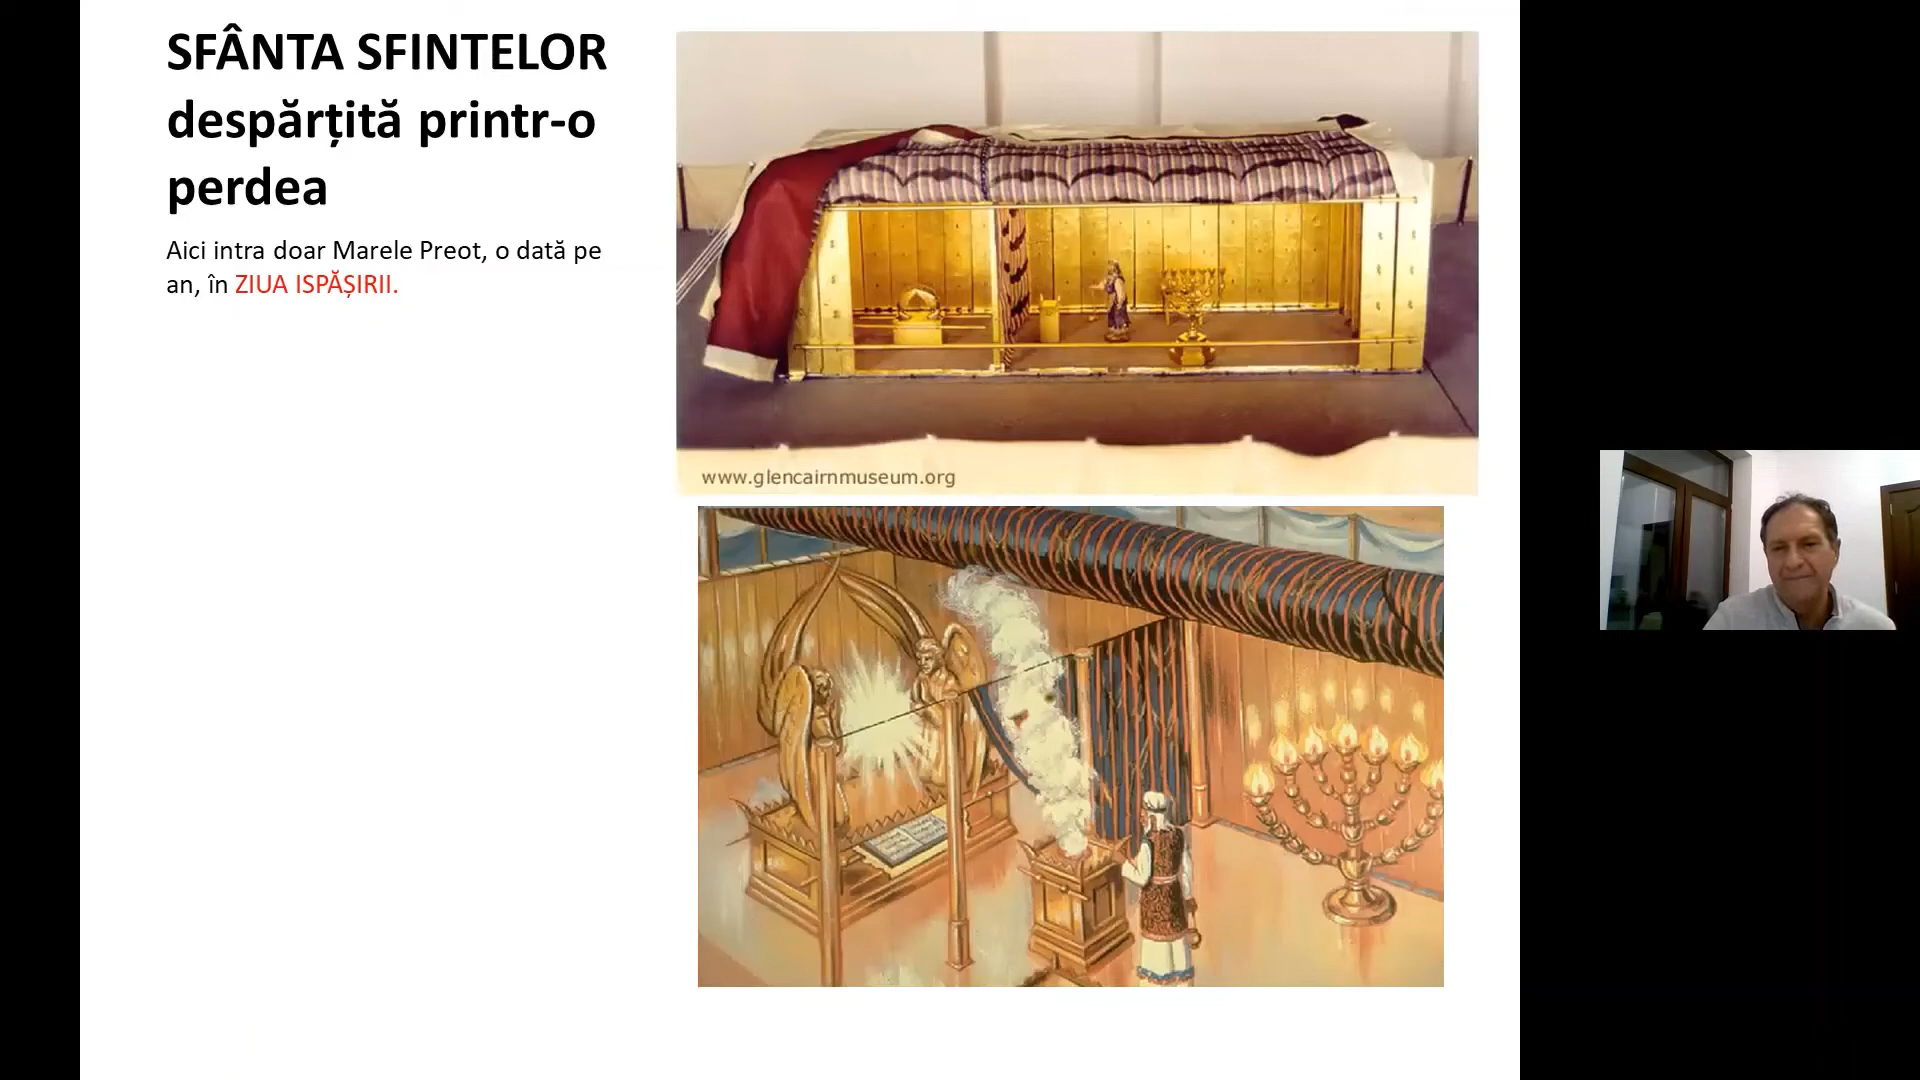 SFÂNTA SFINTELOR
despărțită printr-o
perdea
Aici intra doar Marele Preot, o dată pe
an, în ZIUA ISPĂȘIRII.
www.glencairnmuseum.org